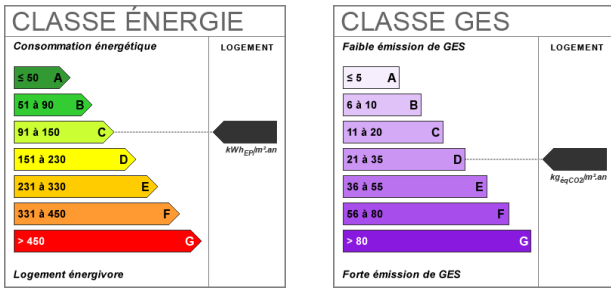 CLASSE ÉNERGIE
Consommation énergétique
LOGEMENT
≤ 50 A
51 à 90 B
91 à 150 C
kWhEP/m².an
151 à 230 D
231 à 330 E
331 à 450 F
> 450 G
Logement énergivore
CLASSE GES
Faible émission de GES
LOGEMENT
≤ 5 A
6 à 10 B
11 à 20 C
21 à 35 D
kgéqCO2/m².an
36 à 55 E
56 à 80 F
> 80 G
Forte émission de GES